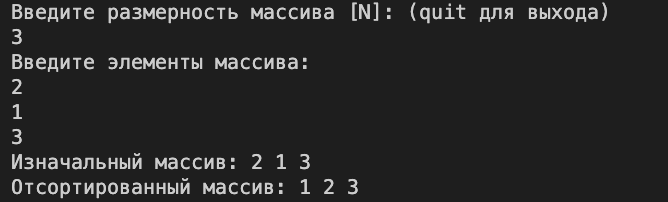 Введите размерность массива [N]: (quit для выхода)
3
Введите элементы массива:
2
1
3
Изначальный массив: 2 1 3
Отсортированный массив: 1 2 3